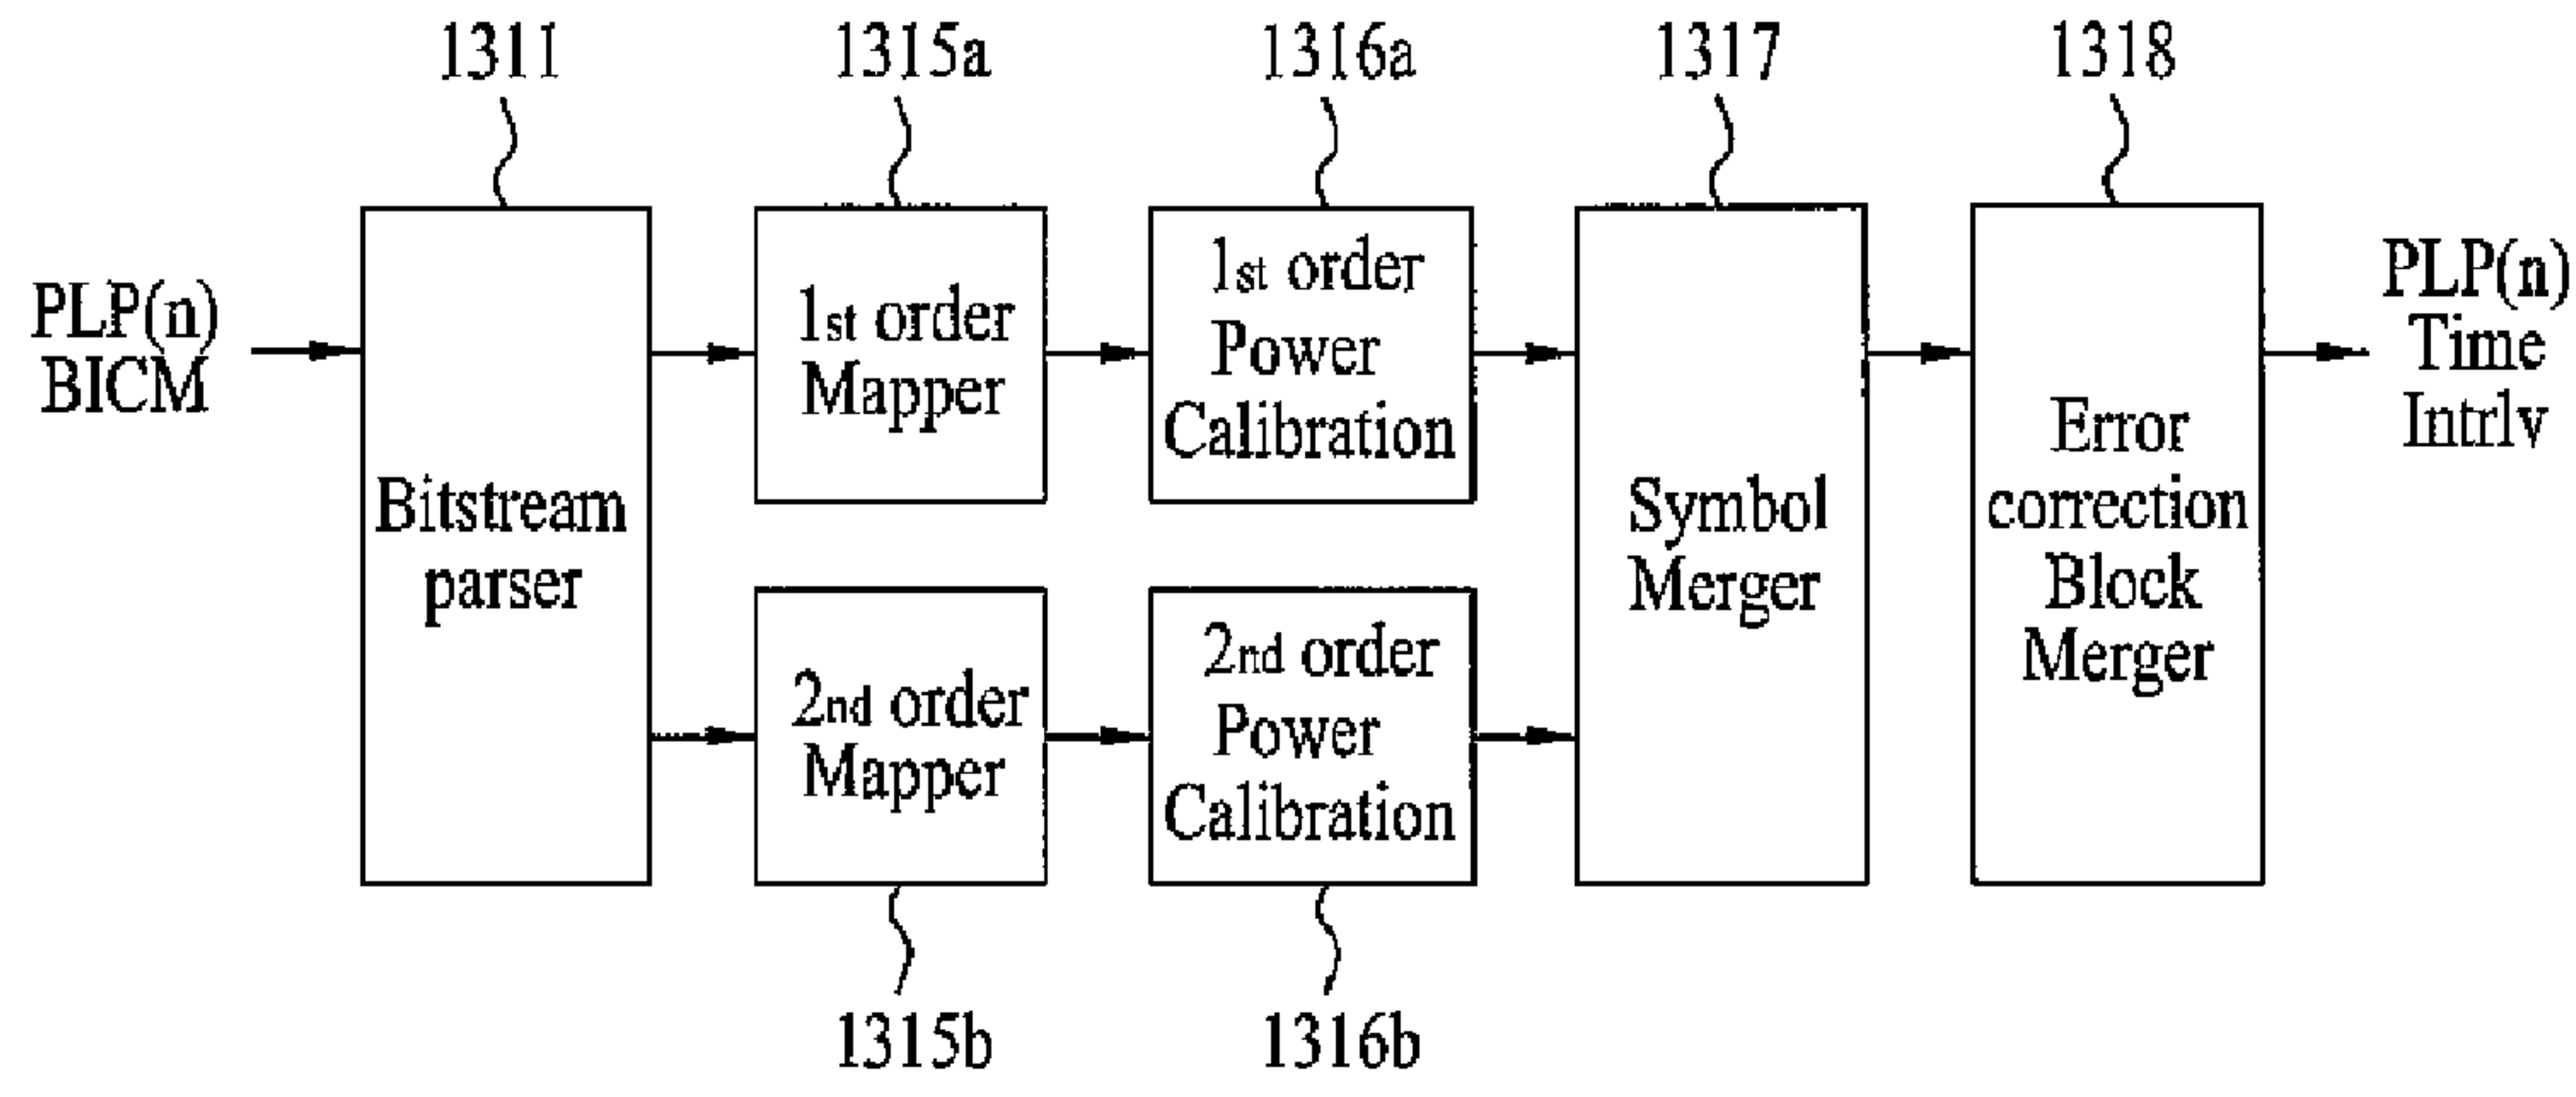 1311
1315a
1316a
1317
1318
PLP(n)
BICM
Bitstream
parser
1st order
Mapper
1st order
Power
Calibration
2nd order
Mapper
2nd order
Power
Calibration
Symbol
Merger
Error
correction
Block
Merger
PLP(n)
Time
Intrlv
1315b
1316b